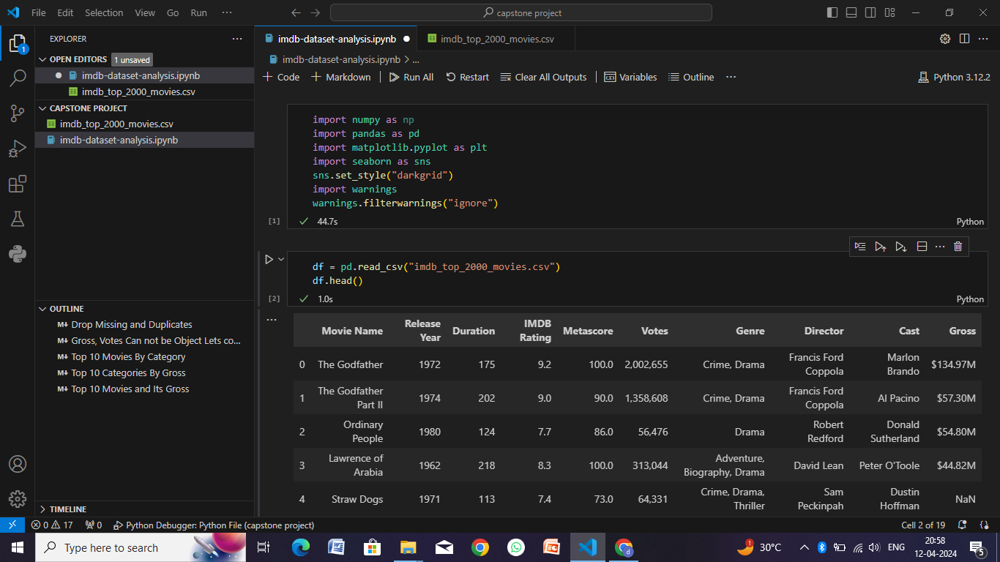 File Edit Selection View Go Run ···
capstone project
EXPLORER
OPEN EDITORS 1 unsaved
imdb-dataset-analysis.ipynb
imdb_top_2000_movies.csv
CAPSTONE PROJECT
imdb_top_2000_movies.csv
imdb-dataset-analysis.ipynb
OUTLINE
M↓ Drop Missing and Duplicates
M↓ Gross, Votes Can not be Object Lets co...
M↓ Top 10 Movies By Category
M↓ Top 10 Categories By Gross
M↓ Top 10 Movies and Its Gross
TIMELINE
1
imdb-dataset-analysis.ipynb
imdb_top_2000_movies.csv
imdb-dataset-analysis.ipynb > ...
+ Code + Markdown Run All Restart Clear All Outputs Variables Outline ··· Python 3.12.2
import numpy as np
import pandas as pd
import matplotlib.pyplot as plt
import seaborn as sns
sns.set_style("darkgrid")
import warnings
warnings.filterwarnings("ignore")
[1] 44.7s Python
df = pd.read_csv("imdb_top_2000_movies.csv")
df.head()
[2] 1.0s Python
Movie Name Release Year Duration IMDB Rating Metascore Votes Genre Director Cast Gross
0 The Godfather 1972 175 9.2 100.0 2,002,655 Crime, Drama Francis Ford Coppola Marlon Brando $134.97M
1 The Godfather Part II 1974 202 9.0 90.0 1,358,608 Crime, Drama Francis Ford Coppola Al Pacino $57.30M
2 Ordinary People 1980 124 7.7 86.0 56,476 Drama Robert Redford Donald Sutherland $54.80M
3 Lawrence of Arabia 1962 218 8.3 100.0 313,044 Adventure, Biography, Drama David Lean Peter O'Toole $44.82M
4 Straw Dogs 1971 113 7.4 73.0 64,331 Crime, Drama, Thriller Sam Peckinpah Dustin Hoffman NaN
0 17 0 Python Debugger: Python File (capstone project) Cell 2 of 19
Type here to search
1 30°C ENG 20:58
12-04-2024 5